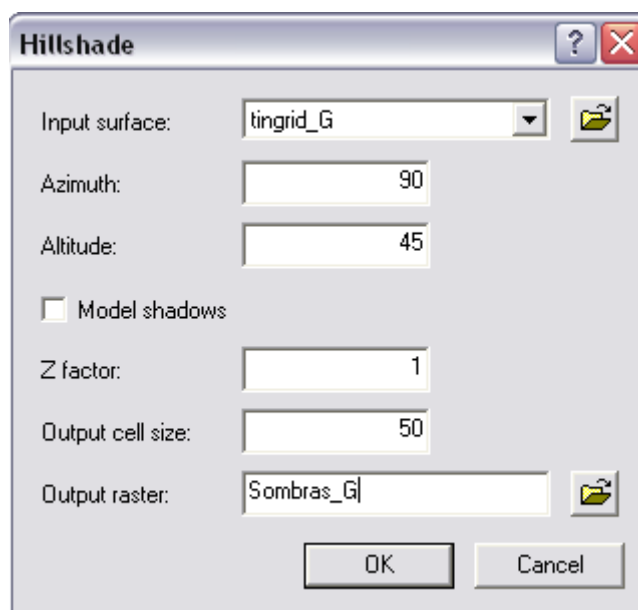 Hillshade
Input surface: tingrid_G
Azimuth: 90
Altitude: 45
Model shadows
Z factor: 1
Output cell size: 50
Output raster: Sombras_G
OK Cancel